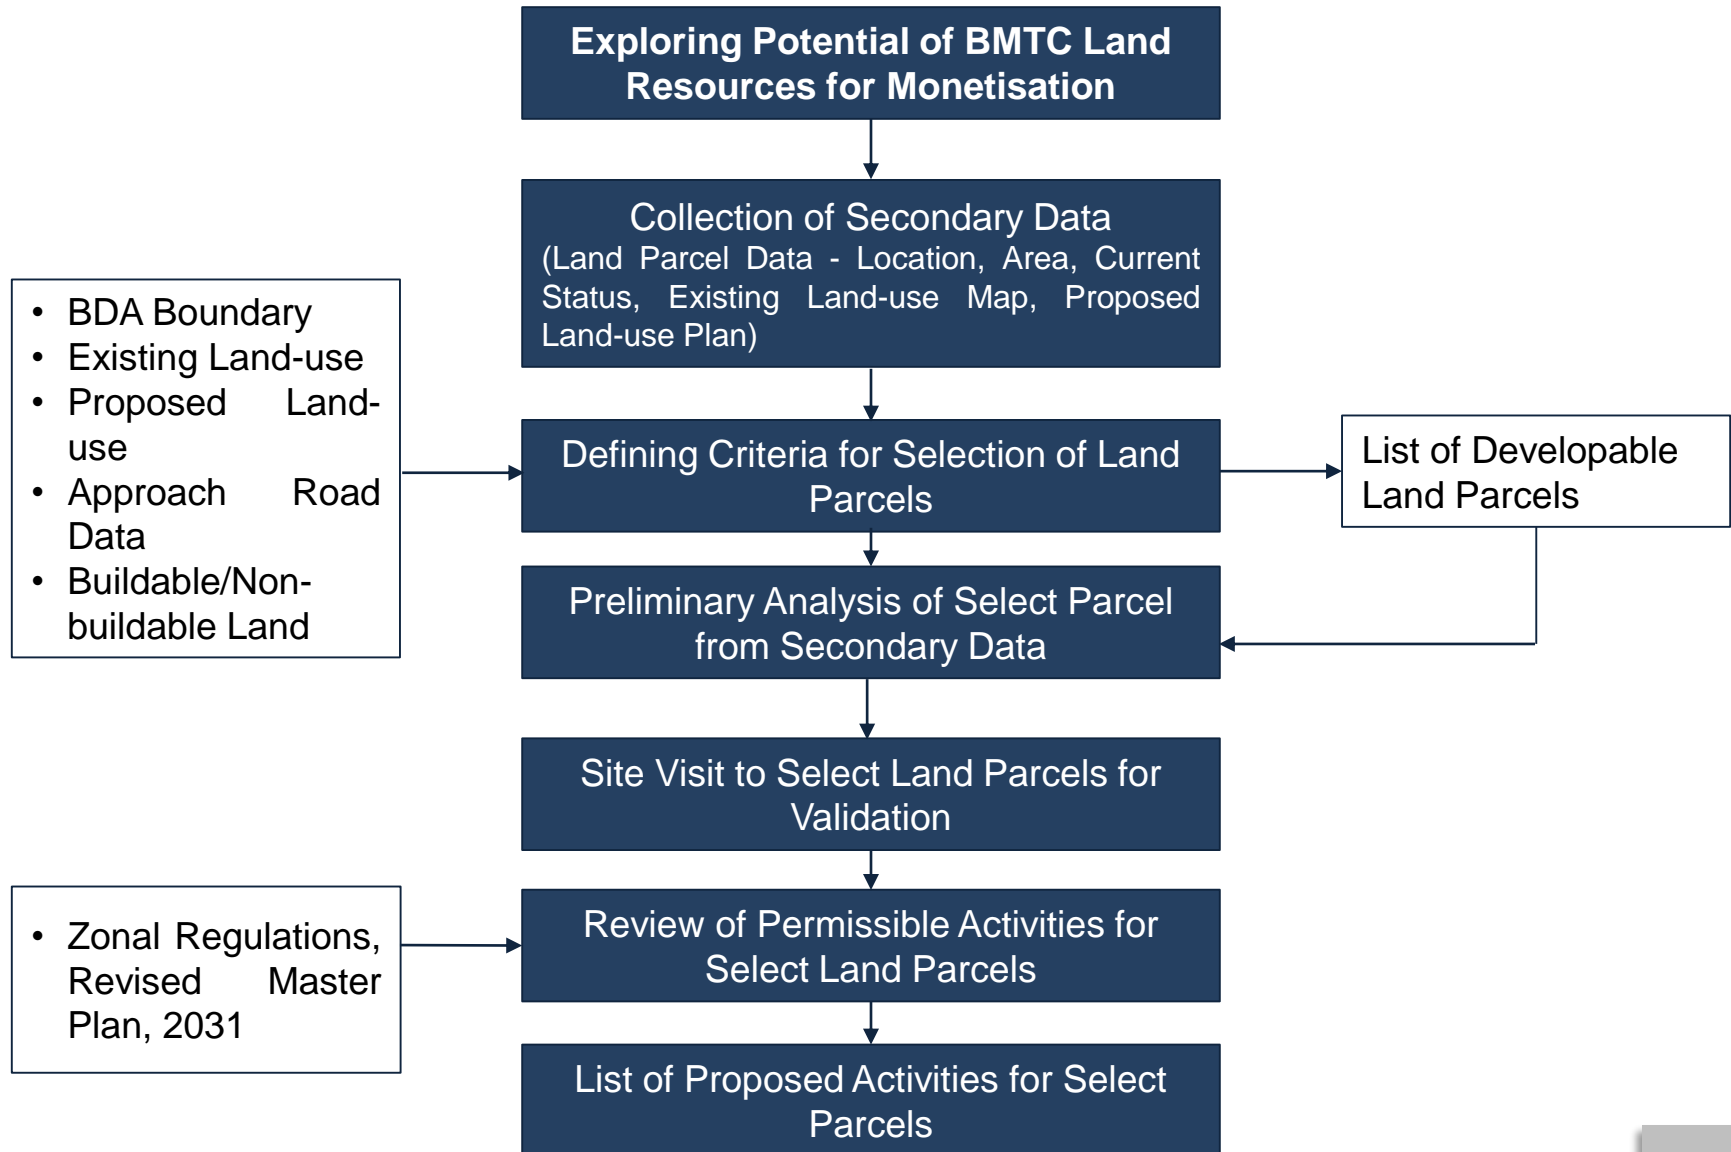 Exploring Potential of BMTC Land
Resources for Monetisation
Collection of Secondary Data
(Land Parcel Data - Location, Area, Current
Status, Existing Land-use Map, Proposed
Land-use Plan)
• BDA Boundary
• Existing Land-use
• Proposed Land-
use
• Approach Road
Data
• Buildable/Non-
buildable Land
Defining Criteria for Selection of Land
Parcels
List of Developable
Land Parcels
Preliminary Analysis of Select Parcel
from Secondary Data
Site Visit to Select Land Parcels for
Validation
• Zonal Regulations,
Revised Master
Plan, 2031
Review of Permissible Activities for
Select Land Parcels
List of Proposed Activities for Select
Parcels